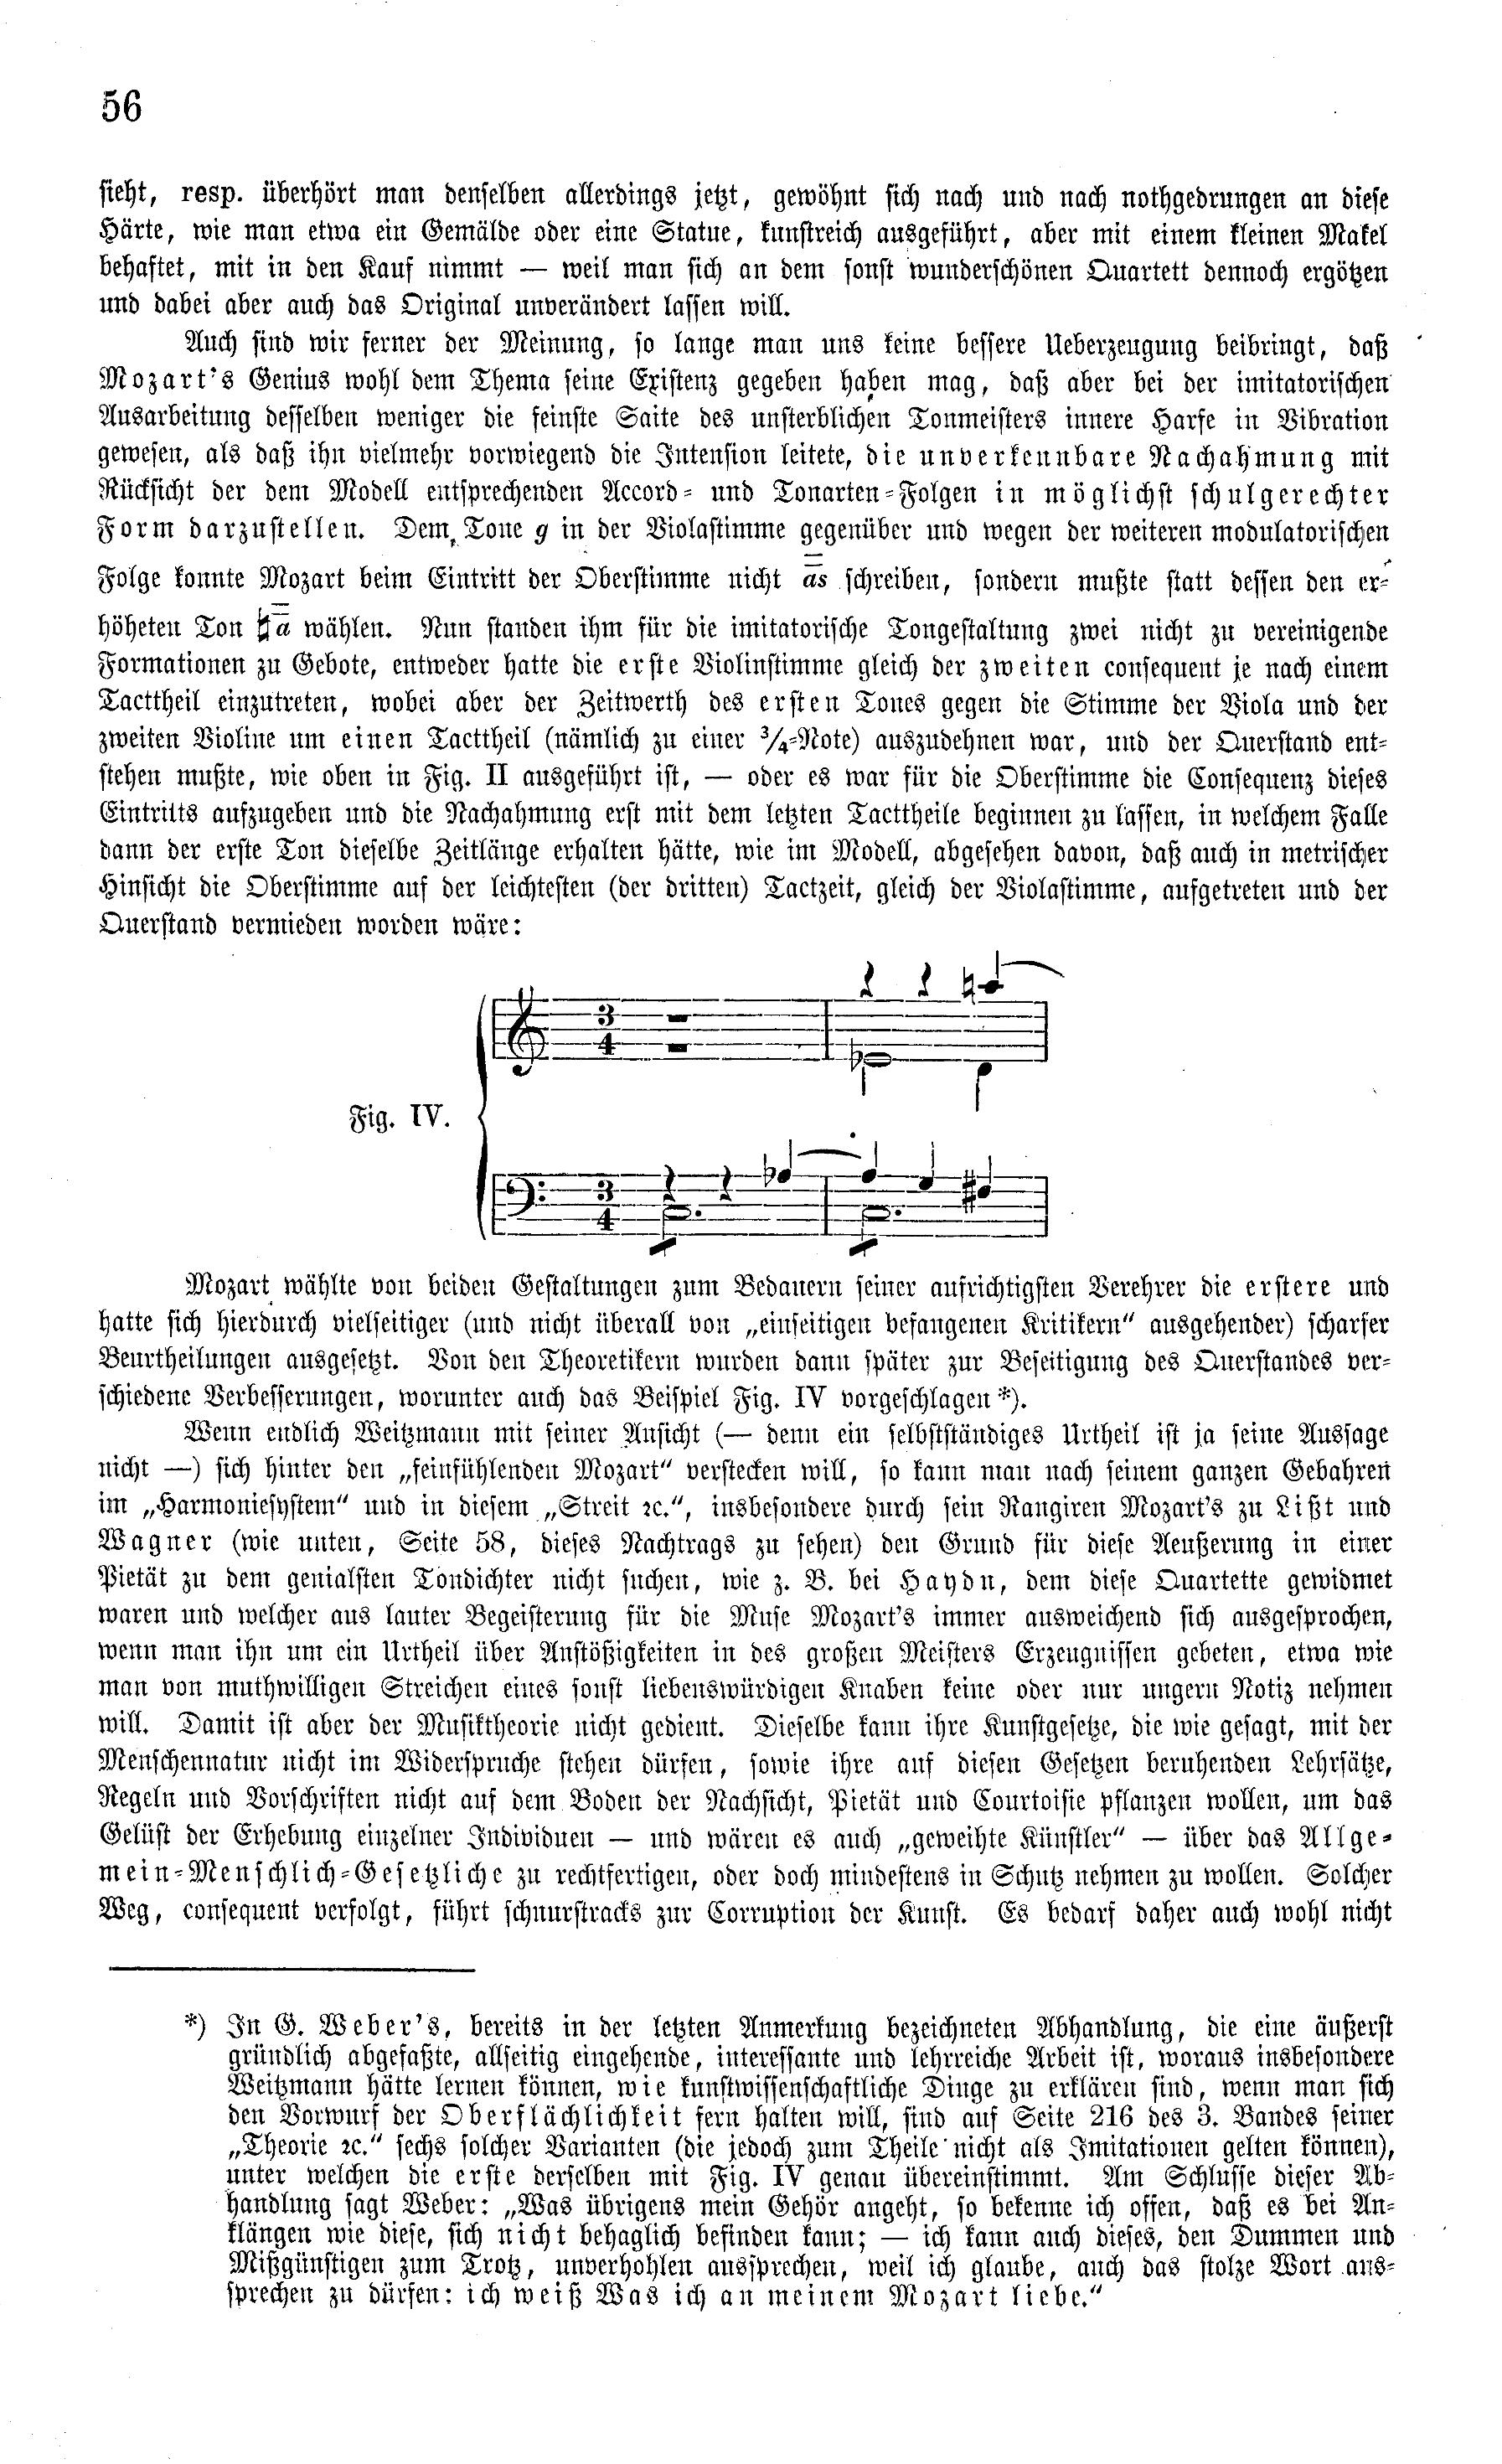 56
sieht, resp. überhört man denselben allerdings jetzt, gewöhnt sich nach und nach nothgedrungen an diese
Härte, wie man etwa ein Gemälde oder eine Statue, kunstreich ausgeführt, aber mit einem kleinen Makel
behaftet, mit in den Kauf nimmt — weil man sich an dem sonst wunderschönen Quartett dennoch ergötzen
und dabei aber auch das Original unverändert lassen will.
Auch sind wir ferner der Meinung, so lange man uns keine bessere Ueberzeugung beibringt, daß
Mozart's Genius wohl dem Thema seine Existenz gegeben haben mag, daß aber bei der imitatorischen
Ausarbeitung desselben weniger die feinste Saite des unsterblichen Tonmeisters innere Harfe in Vibration
gewesen, als daß ihn vielmehr vorwiegend die Intension leitete, die unverkennbare Nachahmung mit
Rücksicht der dem Modell entsprechenden Accord- und Tonarten-Folgen in möglichst schulgerechter
Form darzustellen. Dem Tone g in der Violastimme gegenüber und wegen der weiteren modulatorischen
Folge konnte Mozart beim Eintritt der Oberstimme nicht a̿s schreiben, sondern mußte statt dessen den er-
höheten Ton ♮a̿ wählen. Nun standen ihm für die imitatorische Tongestaltung zwei nicht zu vereinigende
Formationen zu Gebote, entweder hatte die erste Violinstimme gleich der zweiten consequent je nach einem
Tacttheil einzutreten, wobei aber der Zeitwerth des ersten Tones gegen die Stimme der Viola und der
zweiten Violine um einen Tacttheil (nämlich zu einer 3/4-Note) auszudehnen war, und der Querstand ent-
stehen mußte, wie oben in Fig. II ausgeführt ist, — oder es war für die Oberstimme die Consequenz dieses
Eintritts aufzugeben und die Nachahmung erst mit dem letzten Tacttheile beginnen zu lassen, in welchem Falle
dann der erste Ton dieselbe Zeitlänge erhalten hätte, wie im Modell, abgesehen davon, daß auch in metrischer
Hinsicht die Oberstimme auf der leichtesten (der dritten) Tactzeit, gleich der Violastimme, aufgetreten und der
Querstand vermieden worden wäre:
3
4
Fig. IV.
3
4
Mozart wählte von beiden Gestaltungen zum Bedauern seiner aufrichtigsten Verehrer die erstere und
hatte sich hierdurch vielseitiger (und nicht überall von „einseitigen befangenen Kritikern“ ausgehender) scharfer
Beurtheilungen ausgesetzt. Von den Theoretikern wurden dann später zur Beseitigung des Querstandes ver-
schiedene Verbesserungen, worunter auch das Beispiel Fig. IV vorgeschlagen *).
Wenn endlich Weitzmann mit seiner Ansicht (— denn ein selbstständiges Urtheil ist ja seine Aussage
nicht —) sich hinter den „feinfühlenden Mozart“ verstecken will, so kann man nach seinem ganzen Gebahren
im „Harmoniesystem“ und in diesem „Streit ꝛc.“, insbesondere durch sein Rangiren Mozart's zu Lißt und
Wagner (wie unten, Seite 58, dieses Nachtrags zu sehen) den Grund für diese Aeußerung in einer
Pietät zu dem genialsten Tondichter nicht suchen, wie z. B. bei Haydn, dem diese Quartette gewidmet
waren und welcher aus lauter Begeisterung für die Muse Mozart's immer ausweichend sich ausgesprochen,
wenn man ihn um ein Urtheil über Anstößigkeiten in des großen Meisters Erzeugnissen gebeten, etwa wie
man von muthwilligen Streichen eines sonst liebenswürdigen Knaben keine oder nur ungern Notiz nehmen
will. Damit ist aber der Musiktheorie nicht gedient. Dieselbe kann ihre Kunstgesetze, die wie gesagt, mit der
Menschennatur nicht im Widerspruche stehen dürfen, sowie ihre auf diesen Gesetzen beruhenden Lehrsätze,
Regeln und Vorschriften nicht auf dem Boden der Nachsicht, Pietät und Courtoisie pflanzen wollen, um das
Gelüst der Erhebung einzelner Individuen — und wären es auch „geweihte Künstler“ — über das Allge-
mein-Menschlich-Gesetzliche zu rechtfertigen, oder doch mindestens in Schutz nehmen zu wollen. Solcher
Weg, consequent verfolgt, führt schnurstracks zur Corruption der Kunst. Es bedarf daher auch wohl nicht
*) In G. Weber's, bereits in der letzten Anmerkung bezeichneten Abhandlung, die eine äußerst
gründlich abgefaßte, allseitig eingehende, interessante und lehrreiche Arbeit ist, woraus insbesondere
Weitzmann hätte lernen können, wie kunstwissenschaftliche Dinge zu erklären sind, wenn man sich
den Vorwurf der Oberflächlichkeit fern halten will, sind auf Seite 216 des 3. Bandes seiner
„Theorie ꝛc.“ sechs solcher Varianten (die jedoch zum Theile nicht als Imitationen gelten können),
unter welchen die erste derselben mit Fig. IV genau übereinstimmt. Am Schlusse dieser Ab-
handlung sagt Weber: „Was übrigens mein Gehör angeht, so bekenne ich offen, daß es bei An-
klängen wie diese, sich nicht behaglich befinden kann; — ich kann auch dieses, den Dummen und
Mißgünstigen zum Trotz, unverhohlen aussprechen, weil ich glaube, auch das stolze Wort aus-
sprechen zu dürfen: ich weiß Was ich an meinem Mozart liebe.“